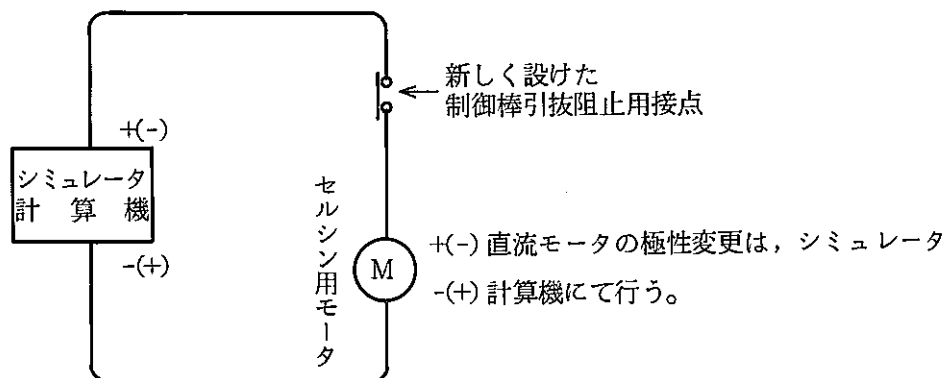 新しく設けた
制御棒引抜阻止用接点
+(-)
シミュレータ
計算機
-(+)
セルシン用モータ
M
+(-) 直流モータの極性変更は，シミュレータ
-(+) 計算機にて行う。